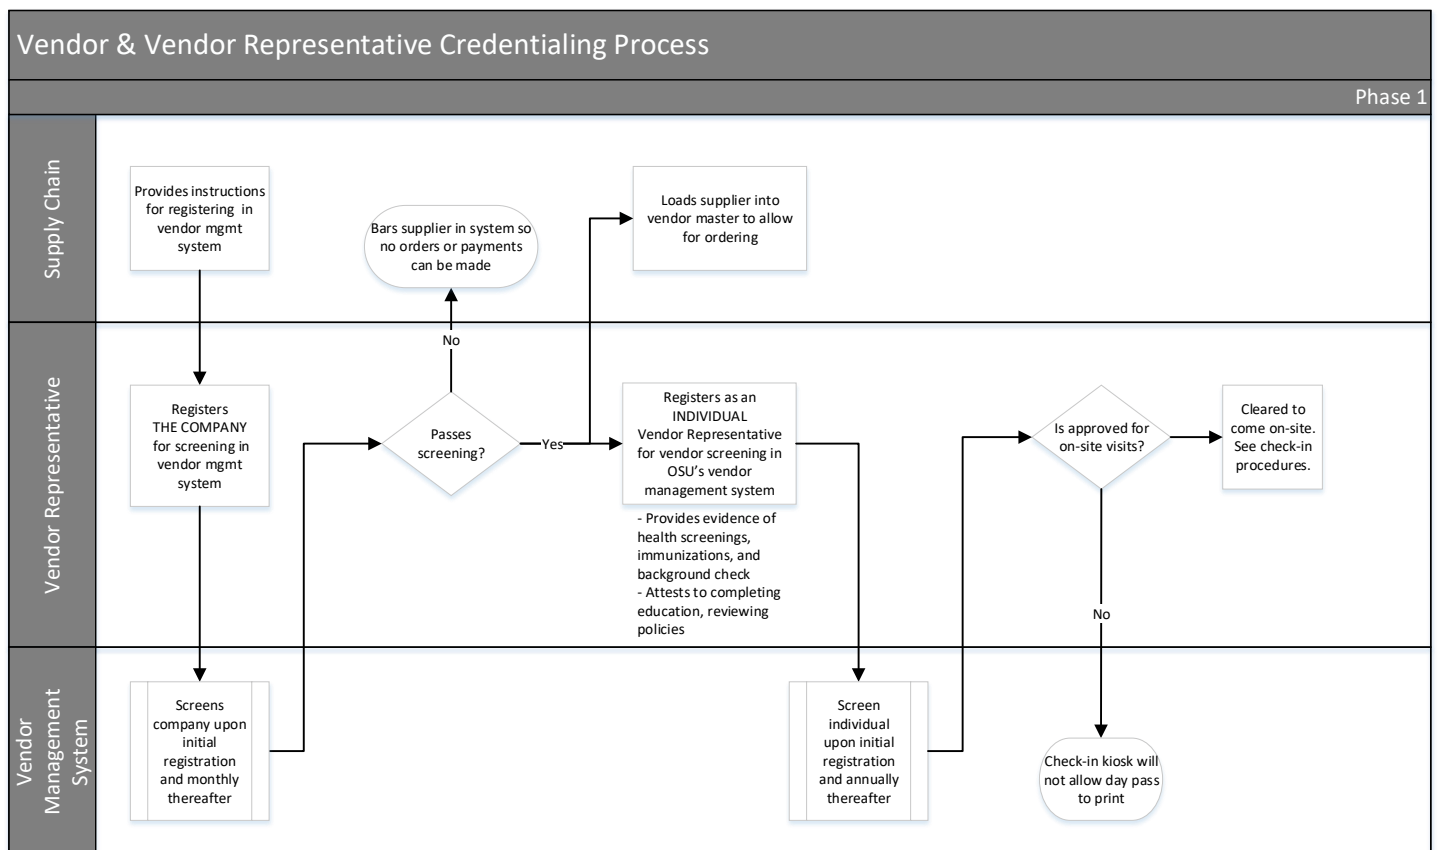 Vendor & Vendor Representative Credentialing Process
Phase 1
Supply Chain
Provides instructions
for registering in
vendor mgmt
system
Bars supplier in system so
no orders or payments
can be made
Loads supplier into
vendor master to allow
for ordering
No
Vendor Representative
Registers
THE COMPANY
for screening in
vendor mgmt
system
Passes
screening?
Yes
Registers as an
INDIVIDUAL
Vendor Representative
for vendor screening in
OSU's vendor
management system
- Provides evidence of
health screenings,
immunizations, and
background check
- Attests to completing
education, reviewing
policies
Is approved for
on-site visits?
Cleared to
come on-site.
See check-in
procedures.
No
Vendor
Management
System
Screens
company upon
initial
registration
and monthly
thereafter
Screen
individual
upon initial
registration
and annually
thereafter
Check-in kiosk will
not allow day pass
to print